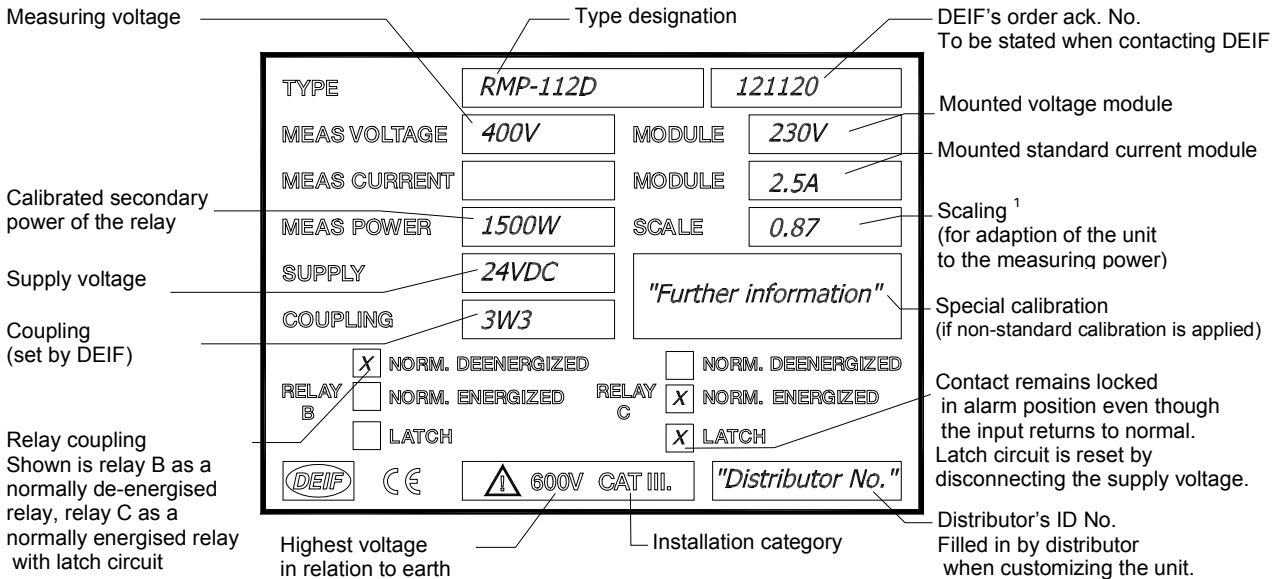 Measuring voltage
Type designation
DEIF's order ack. No.
To be stated when contacting DEIF
TYPE RMP-112D 121120
Mounted voltage module
MEAS VOLTAGE 400V MODULE 230V
Mounted standard current module
MEAS CURRENT MODULE 2.5A
Calibrated secondary
power of the relay
MEAS POWER 1500W SCALE 0.87
Scaling 1
(for adaption of the unit
to the measuring power)
Supply voltage
SUPPLY 24VDC
"Further information"
Special calibration
(if non-standard calibration is applied)
Coupling
(set by DEIF)
COUPLING 3W3
X NORM. DEENERGIZED NORM. DEENERGIZED
RELAY B NORM. ENERGIZED RELAY C X NORM. ENERGIZED
LATCH X LATCH
Contact remains locked
in alarm position even though
the input returns to normal.
Latch circuit is reset by
disconnecting the supply voltage.
Relay coupling
Shown is relay B as a
normally de-energised
relay, relay C as a
normally energised relay
with latch circuit
DEIF CE 600V CAT III. "Distributor No."
Highest voltage
in relation to earth
Installation category
Distributor's ID No.
Filled in by distributor
when customizing the unit.